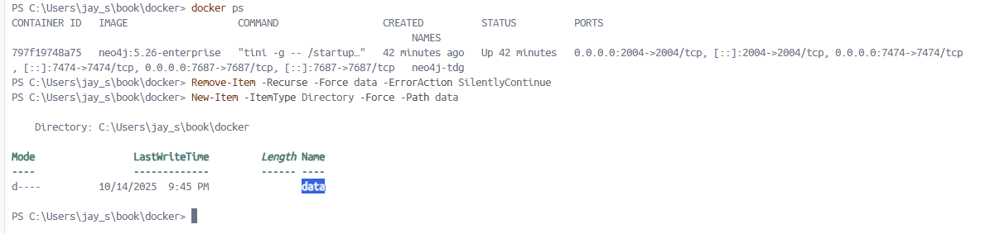 PS C:\Users\jay_s\book\docker> docker ps
CONTAINER ID   IMAGE                   COMMAND                  CREATED          STATUS          PORTS
                                                                 NAMES
797f19748a75   neo4j:5.26-enterprise   "tini -g -- /startup…"   42 minutes ago   Up 42 minutes   0.0.0.0:2004->2004/tcp, [::]:2004->2004/tcp, 0.0.0.0:7474->7474/tcp
, [::]:7474->7474/tcp, 0.0.0.0:7687->7687/tcp, [::]:7687->7687/tcp   neo4j-tdg
PS C:\Users\jay_s\book\docker> Remove-Item -Recurse -Force data -ErrorAction SilentlyContinue
PS C:\Users\jay_s\book\docker> New-Item -ItemType Directory -Force -Path data
    Directory: C:\Users\jay_s\book\docker
Mode                 LastWriteTime         Length Name
----                 -------------         ------ ----
d----          10/14/2025  9:45 PM                data
PS C:\Users\jay_s\book\docker>